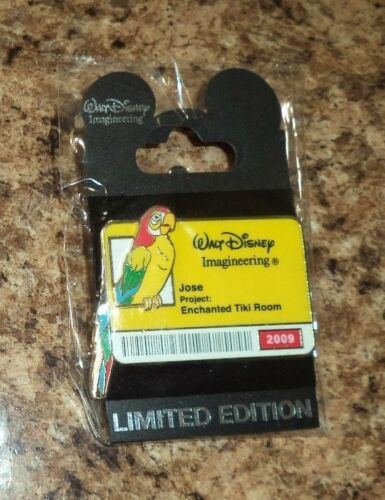 WALT DISNEY
Imagineering
WALT DISNEY
Imagineering®
Jose
Project:
Enchanted Tiki Room
2009
LIMITED EDITION